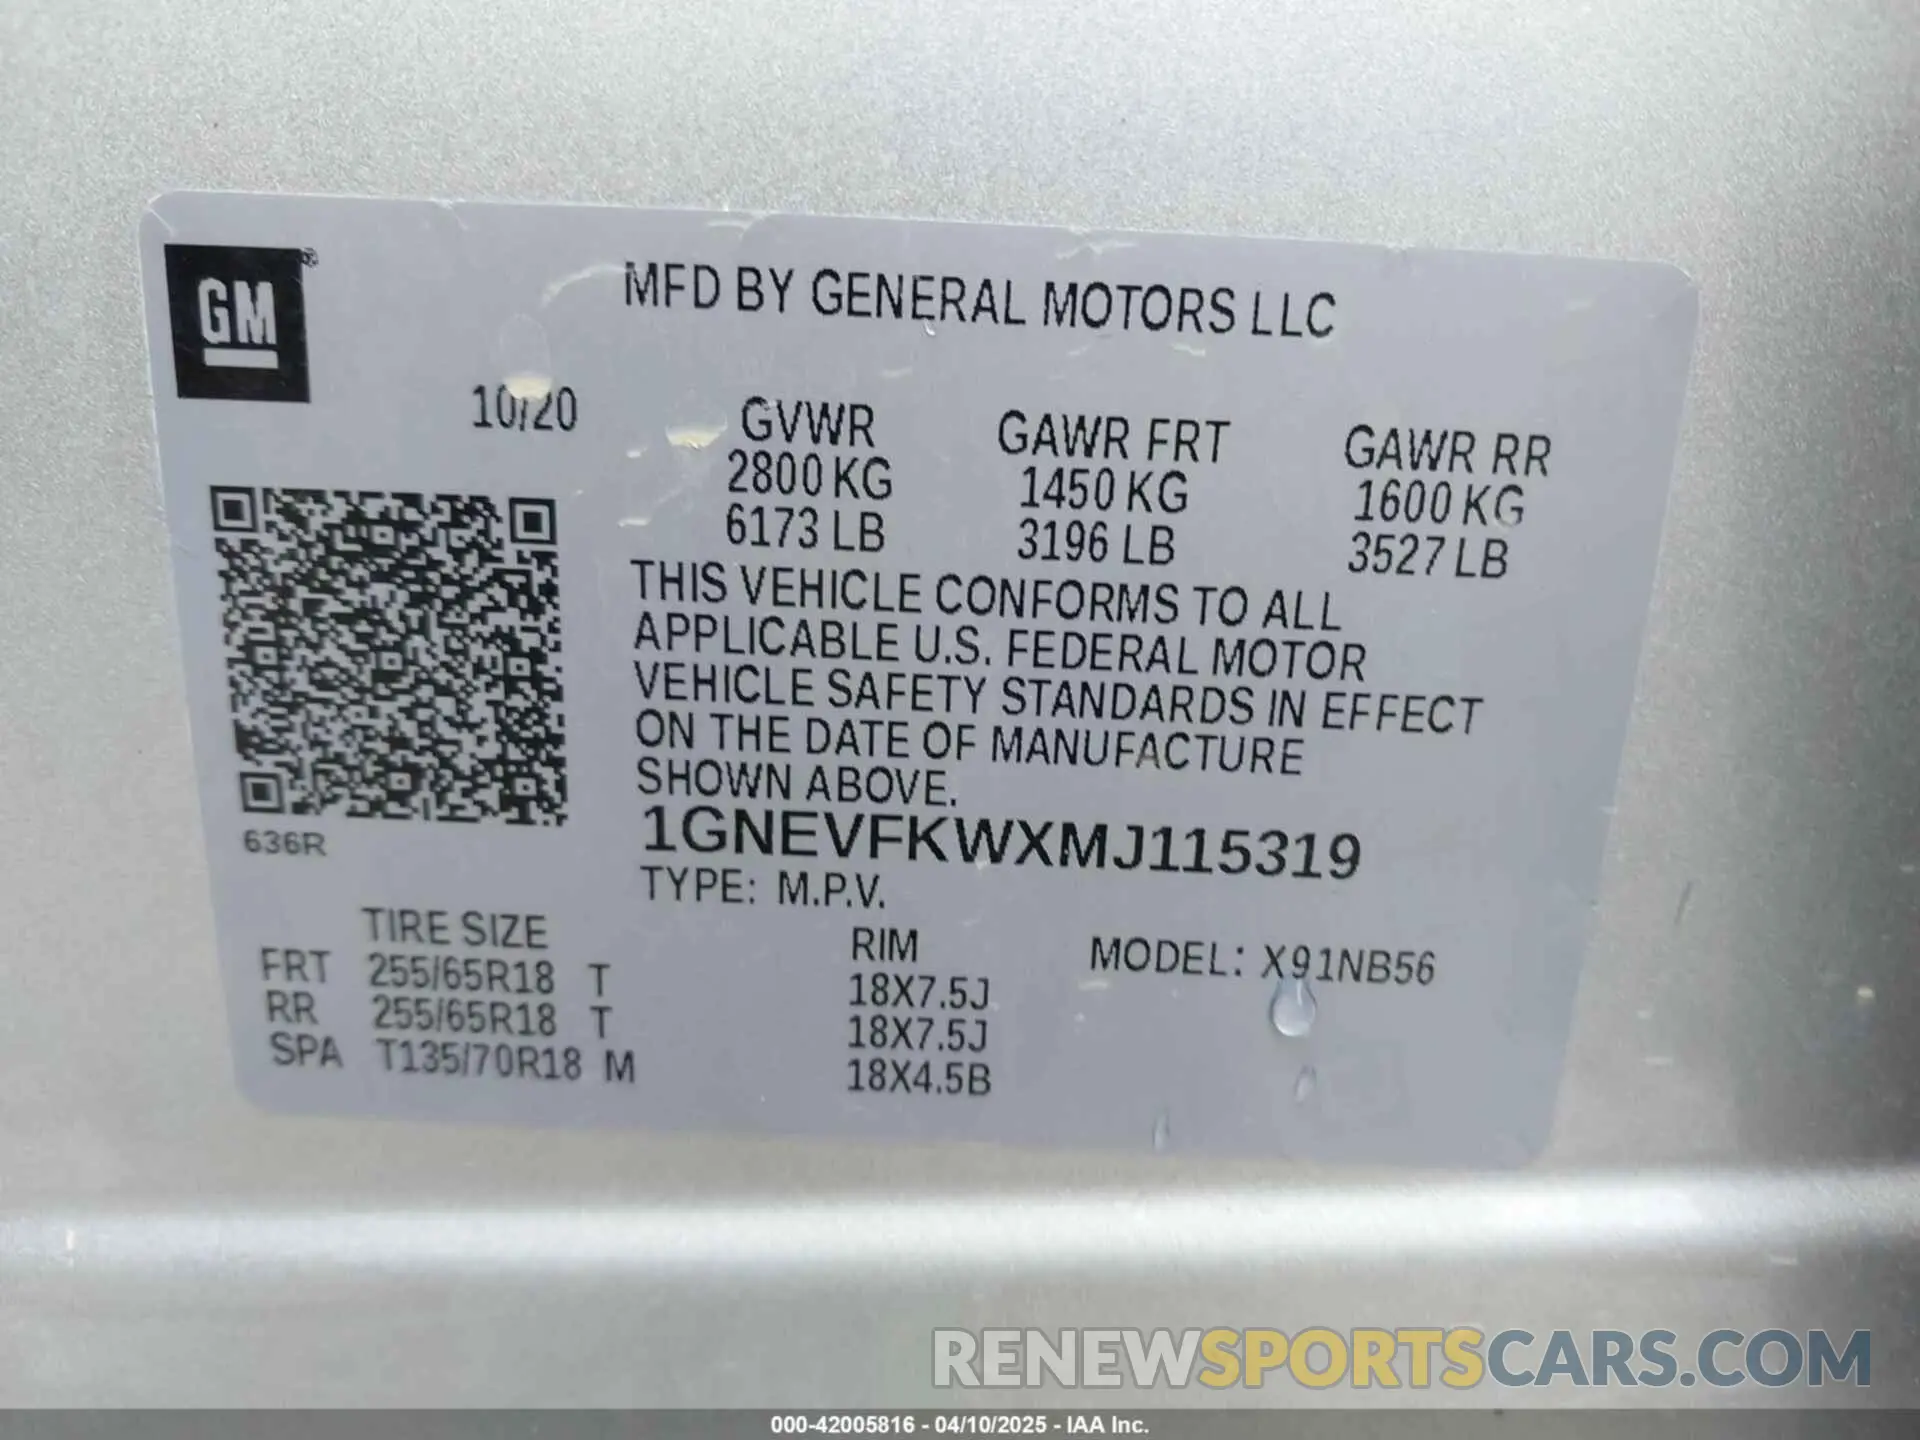 GM ®
MFD BY GENERAL MOTORS LLC
10/20
GVWR GAWR FRT GAWR RR
2800 KG 1450 KG 1600 KG
6173 LB 3196 LB 3527 LB
THIS VEHICLE CONFORMS TO ALL
APPLICABLE U.S. FEDERAL MOTOR
VEHICLE SAFETY STANDARDS IN EFFECT
ON THE DATE OF MANUFACTURE
SHOWN ABOVE.
1GNEVFKWXMJ115319
TYPE: M.P.V.
636R
TIRE SIZE RIM MODEL: X91NB56
FRT 255/65R18 T 18X7.5J
RR 255/65R18 T 18X7.5J
SPA T135/70R18 M 18X4.5B
RENEWSPORTSCARS.COM
000-42005816 - 04/10/2025 - IAA Inc.